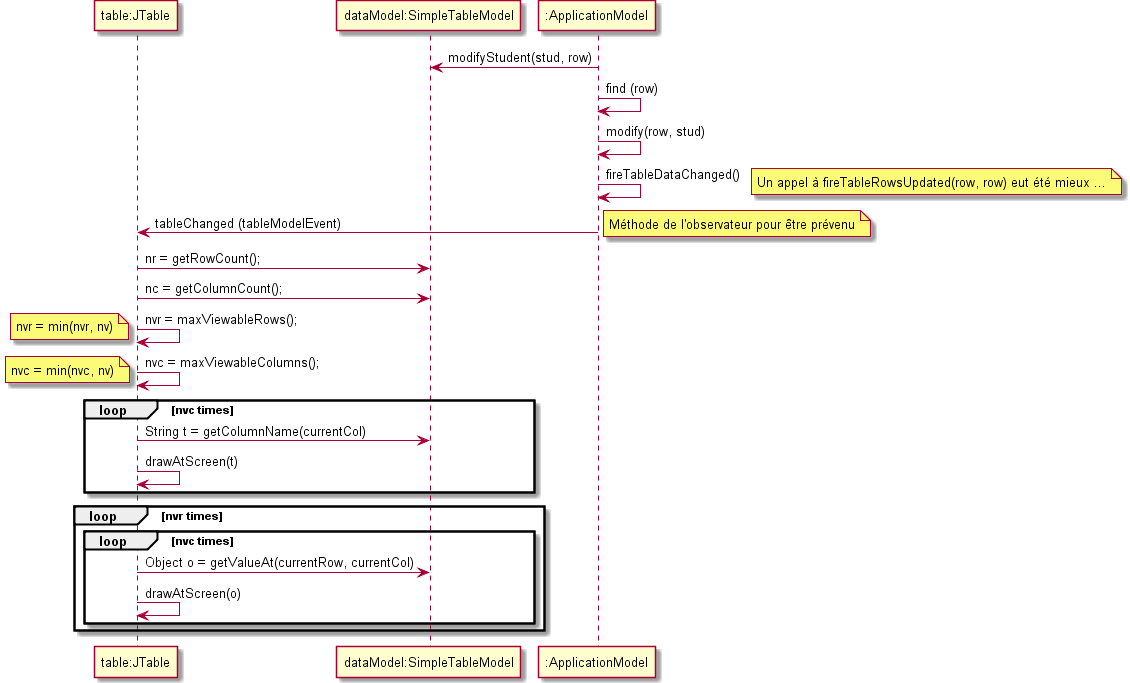 table:JTable
dataModel:SimpleTableModel
:ApplicationModel
modifyStudent(stud, row)
find (row)
modify(row, stud)
fireTableDataChanged()
Un appel à fireTableRowsUpdated(row, row) eut été mieux ...
tableChanged (tableModelEvent)
Méthode de l'observateur pour être prévenu
nr = getRowCount();
nc = getColumnCount();
nvr = min(nvr, nv)
nvr = maxViewableRows();
nvc = min(nvc, nv)
nvc = maxViewableColumns();
loop
[nvc times]
String t = getColumnName(currentCol)
drawAtScreen(t)
loop
[nvr times]
loop
[nvc times]
Object o = getValueAt(currentRow, currentCol)
drawAtScreen(o)
table:JTable
dataModel:SimpleTableModel
:ApplicationModel